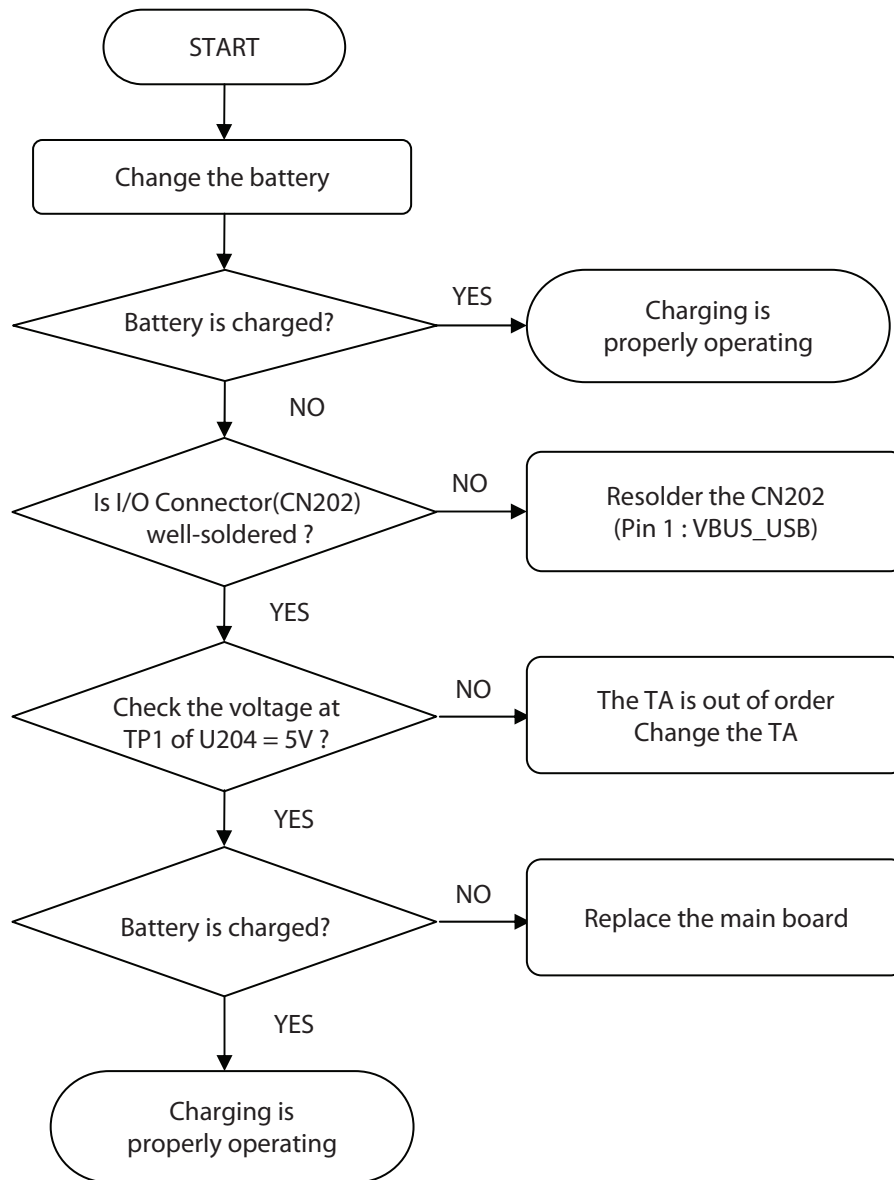 START
Change the battery
Battery is charged?
YES
Charging is
properly operating
NO
Is I/O Connector(CN202)
well-soldered ?
NO
Resolder the CN202
(Pin 1 : VBUS_USB)
YES
Check the voltage at
TP1 of U204 = 5V ?
NO
The TA is out of order
Change the TA
YES
Battery is charged?
NO
Replace the main board
YES
Charging is
properly operating